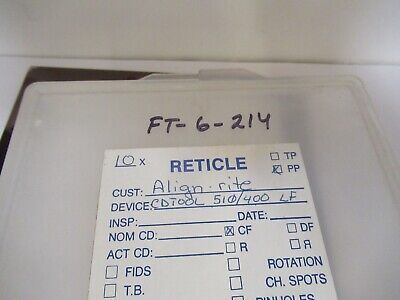 FT-6-214
10 x RETICLE ☐ TP
☒ PP
CUST: Align-rite
DEVICE: CDTOOL 510/400 LF
INSP: DATE:
NOM CD: ☒ CF ☐ DF
ACT CD: ☐ R ☐ Я
☐ FIDS ☐ ROTATION
☐ T.B. ☐ CH. SPOTS
PINHOLES